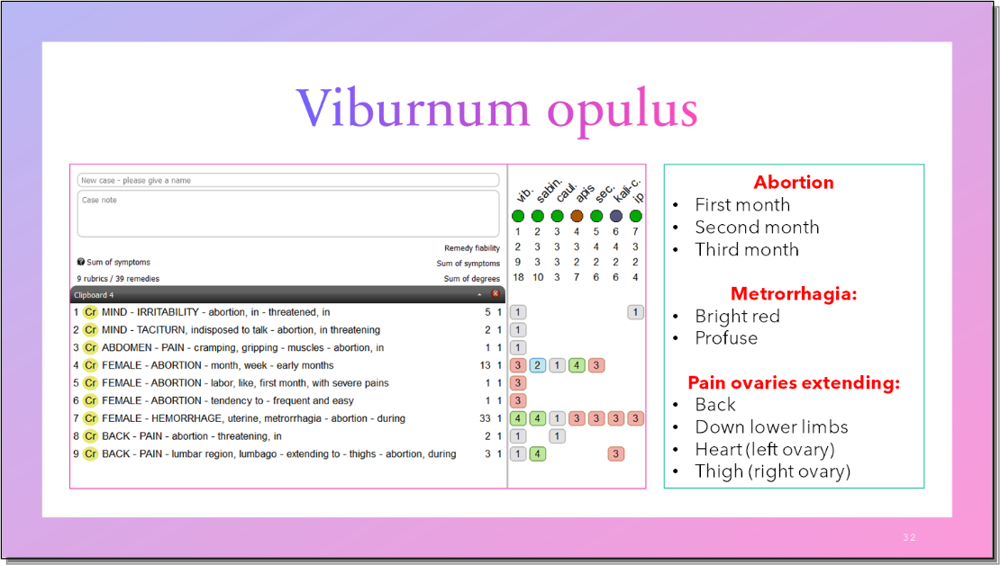 Viburnum opulus
New case - please give a name
Case note
Remedy fiability
Sum of symptoms
Sum of symptoms
9 rubrics / 39 remedies
Sum of degrees
vib. sabin. caul. apis sec. kali-c. ip.
1 2 3 4 5 6 7
2 3 3 3 4 4 3
9 3 3 2 2 2 2
18 10 3 7 6 6 4
Clipboard 4
1 Cr MIND - IRRITABILITY - abortion, in - threatened, in 5 1 1 1
2 Cr MIND - TACITURN, indisposed to talk - abortion, in threatening 2 1 1
3 Cr ABDOMEN - PAIN - cramping, gripping - muscles - abortion, in 1 1 1
4 Cr FEMALE - ABORTION - month, week - early months 13 1 3 2 1 4 3
5 Cr FEMALE - ABORTION - labor, like, first month, with severe pains 1 1 3
6 Cr FEMALE - ABORTION - tendency to - frequent and easy 1 1 3
7 Cr FEMALE - HEMORRHAGE, uterine, metrorrhagia - abortion - during 33 1 4 4 1 3 3 3 3
8 Cr BACK - PAIN - abortion - threatening, in 2 1 1 1
9 Cr BACK - PAIN - lumbar region, lumbago - extending to - thighs - abortion, during 3 1 1 4 3
Abortion
• First month
• Second month
• Third month
Metrorrhagia:
• Bright red
• Profuse
Pain ovaries extending:
• Back
• Down lower limbs
• Heart (left ovary)
• Thigh (right ovary)
32